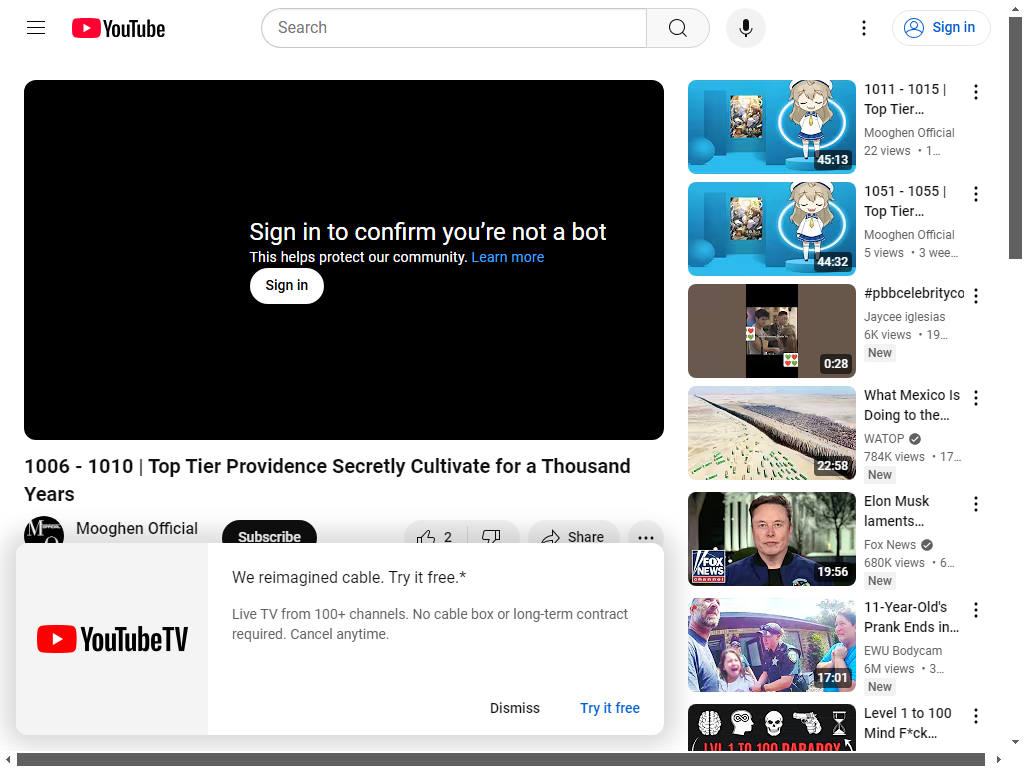 YouTube
Search
Sign in
Sign in to confirm you’re not a bot
This helps protect our community. Learn more
Sign in
1006 - 1010 | Top Tier Providence Secretly Cultivate for a Thousand
Years
Mooghen Official
Subscribe
2
Share
YouTubeTV
We reimagined cable. Try it free.*
Live TV from 100+ channels. No cable box or long-term contract
required. Cancel anytime.
Dismiss
Try it free
45:13
1011 - 1015 |
Top Tier…
Mooghen Official
22 views • 1…
44:32
1051 - 1055 |
Top Tier…
Mooghen Official
5 views • 3 wee…
0:28
#pbbcelebrityco
Jaycee iglesias
6K views • 19…
New
22:58
What Mexico Is
Doing to the…
WATOP
784K views • 17…
New
FOX
NEWS
channel
19:56
Elon Musk
laments…
Fox News
680K views • 6…
New
17:01
11-Year-Old's
Prank Ends in…
EWU Bodycam
6M views • 3…
New
LVL 1 TO 100 PARADOX
Level 1 to 100
Mind F*ck…